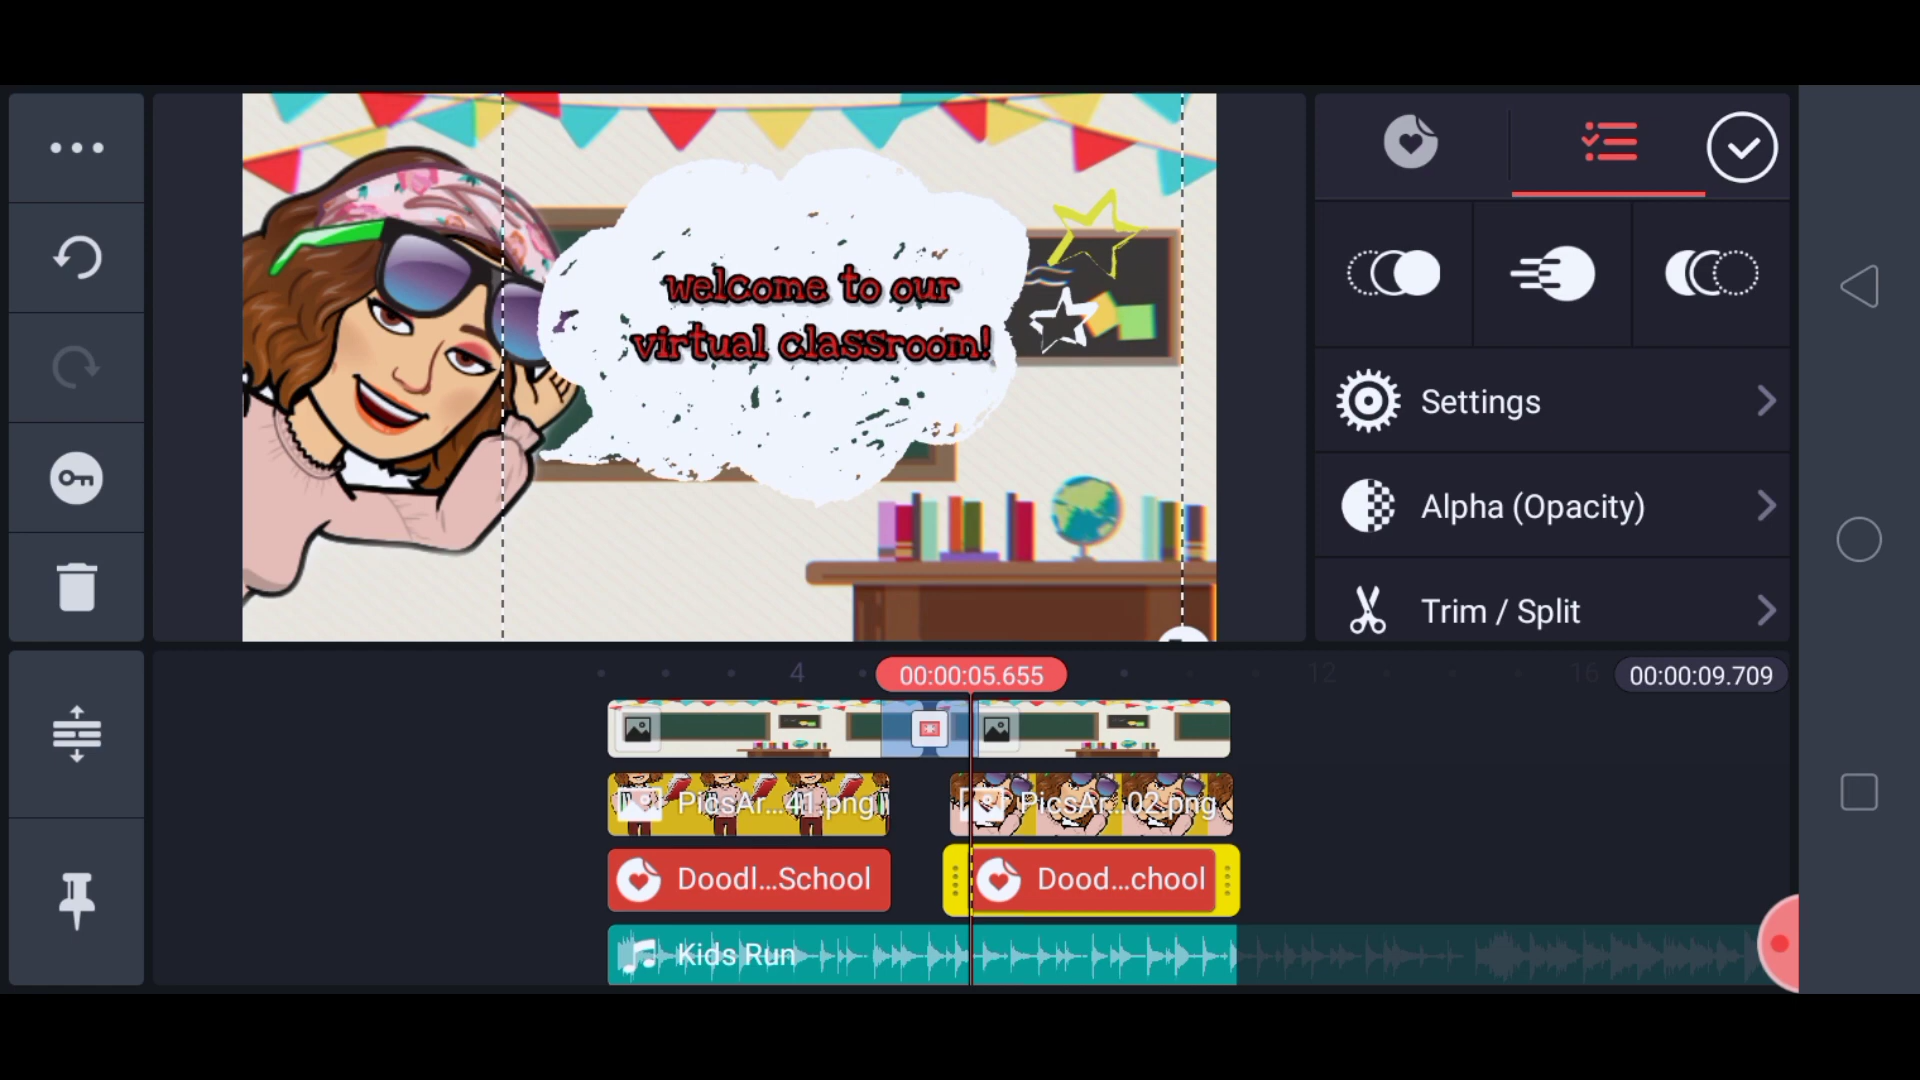 welcome to our
virtual classroom!
Settings
Alpha (Opacity)
Trim / Split
4
00:00:05.655
12
16
00:00:09.709
PicsAr...41.png
PicsAr...02.png
Doodl...School
Dood...chool
Kids Run